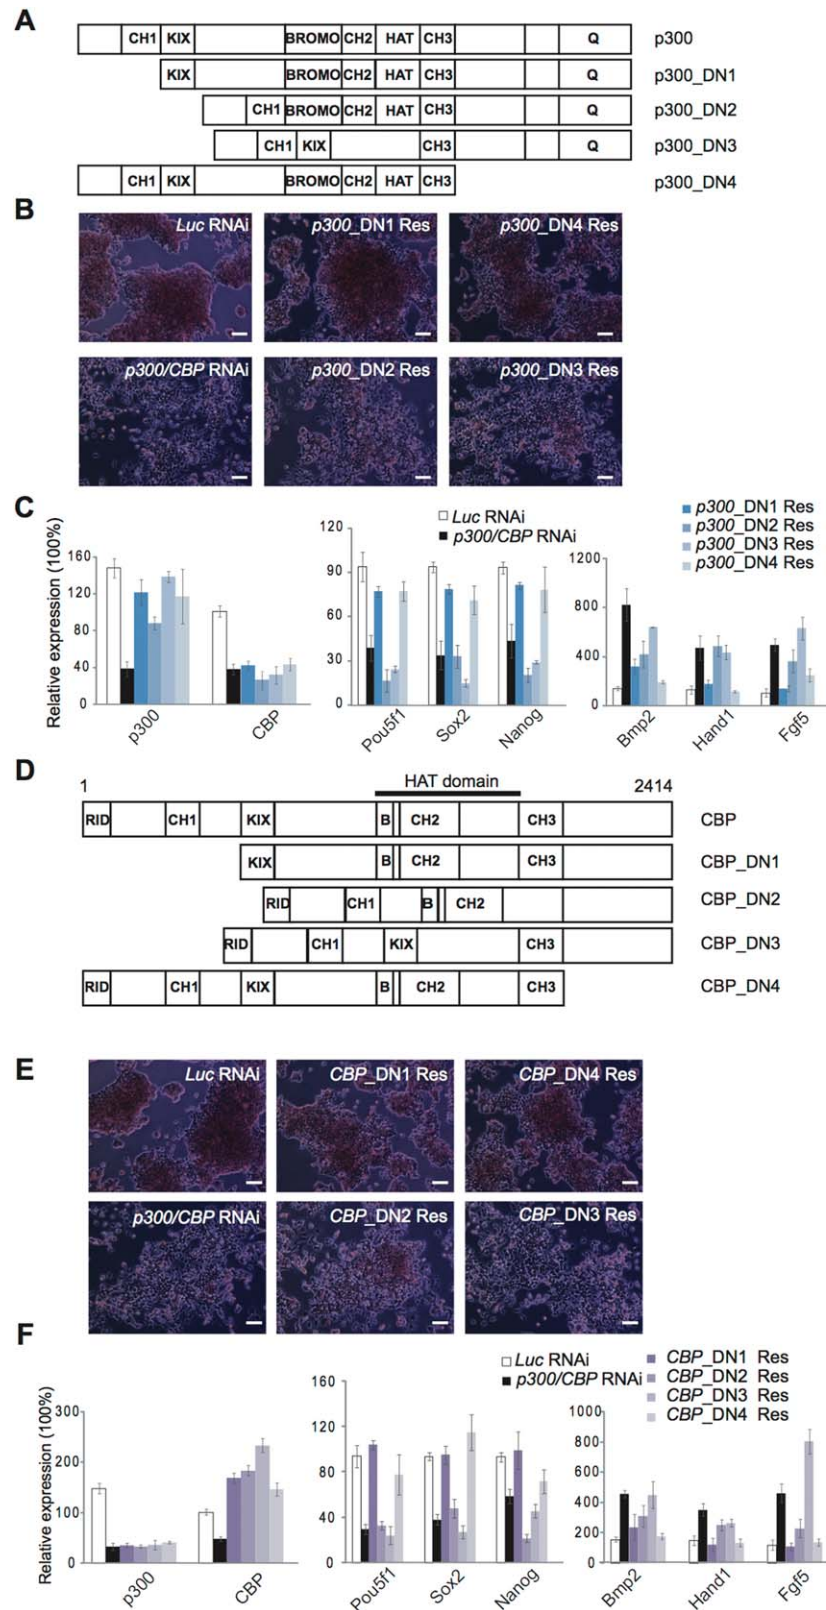 A
CH1 KIX BROMO CH2 HAT CH3 Q p300
KIX BROMO CH2 HAT CH3 Q p300_DN1
CH1 BROMO CH2 HAT CH3 Q p300_DN2
CH1 KIX CH3 Q p300_DN3
CH1 KIX BROMO CH2 HAT CH3 p300_DN4
B
Luc RNAi p300_DN1 Res p300_DN4 Res
p300/CBP RNAi p300_DN2 Res p300_DN3 Res
C
Luc RNAi
p300/CBP RNAi
p300_DN1 Res
p300_DN2 Res
p300_DN3 Res
p300_DN4 Res
Relative expression (100%)
160
120
80
40
0
p300 CBP
120
90
60
30
0
Pou5f1 Sox2 Nanog
1200
800
400
0
Bmp2 Hand1 Fgf5
D
1 HAT domain 2414
RID CH1 KIX B CH2 CH3 CBP
KIX B CH2 CH3 CBP_DN1
RID CH1 B CH2 CBP_DN2
RID CH1 KIX CH3 CBP_DN3
RID CH1 KIX B CH2 CH3 CBP_DN4
E
Luc RNAi CBP_DN1 Res CBP_DN4 Res
p300/CBP RNAi CBP_DN2 Res CBP_DN3 Res
F
Luc RNAi
p300/CBP RNAi
CBP_DN1 Res
CBP_DN2 Res
CBP_DN3 Res
CBP_DN4 Res
Relative expression (100%)
300
200
100
0
p300 CBP
160
120
80
40
0
Pou5f1 Sox2 Nanog
1000
800
600
400
200
0
Bmp2 Hand1 Fgf5